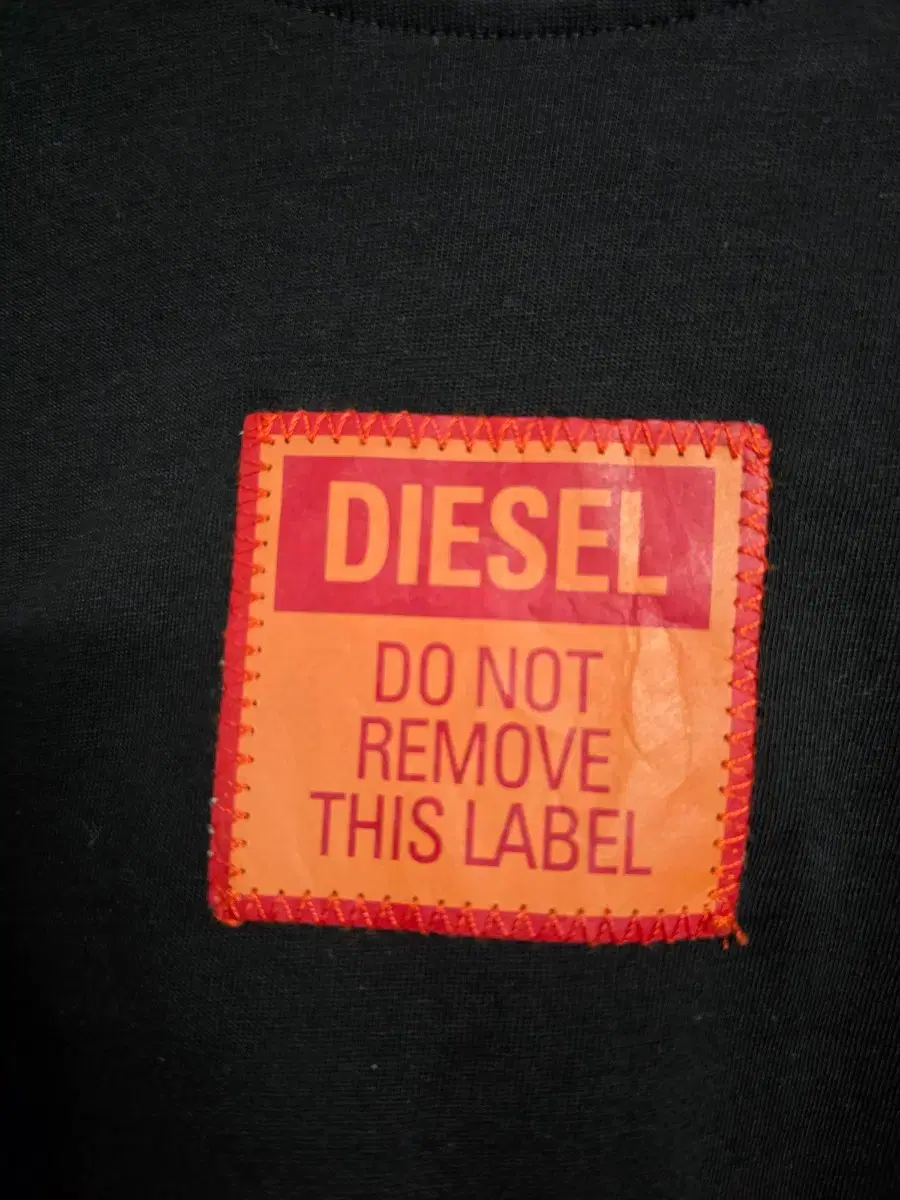 DIESEL
DO NOT
REMOVE
THIS LABEL